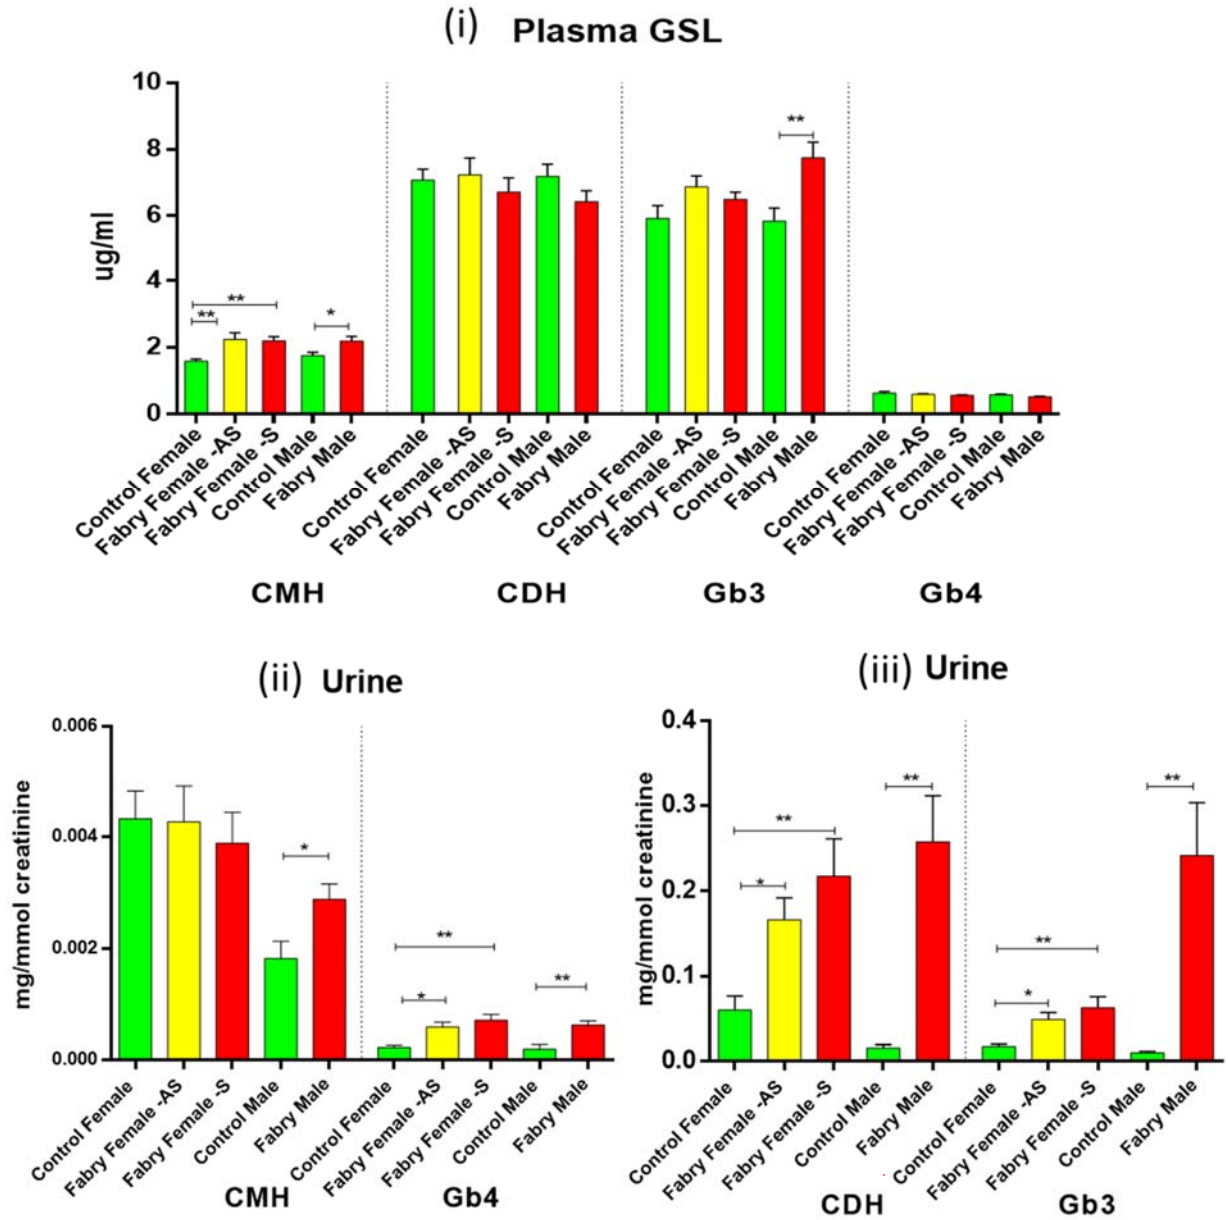 (i) Plasma GSL
ug/ml
10
8
6
4
2
0
**
**
*
**
Control Female
Fabry Female -AS
Fabry Female -S
Control Male
Fabry Male
Control Female
Fabry Female -AS
Fabry Female -S
Control Male
Fabry Male
Control Female
Fabry Female -AS
Fabry Female -S
Control Male
Fabry Male
Control Female
Fabry Female -AS
Fabry Female -S
Control Male
Fabry Male
CMH CDH Gb3 Gb4
(ii) Urine
mg/mmol creatinine
0.006
0.004
0.002
0.000
*
**
*
**
Control Female
Fabry Female -AS
Fabry Female -S
Control Male
Fabry Male
Control Female
Fabry Female -AS
Fabry Female -S
Control Male
Fabry Male
CMH Gb4
(iii) Urine
mg/mmol creatinine
0.4
0.3
0.2
0.1
0.0
**
*
**
**
*
**
Control Female
Fabry Female -AS
Fabry Female -S
Control Male
Fabry Male
Control Female
Fabry Female -AS
Fabry Female -S
Control Male
Fabry Male
CDH Gb3